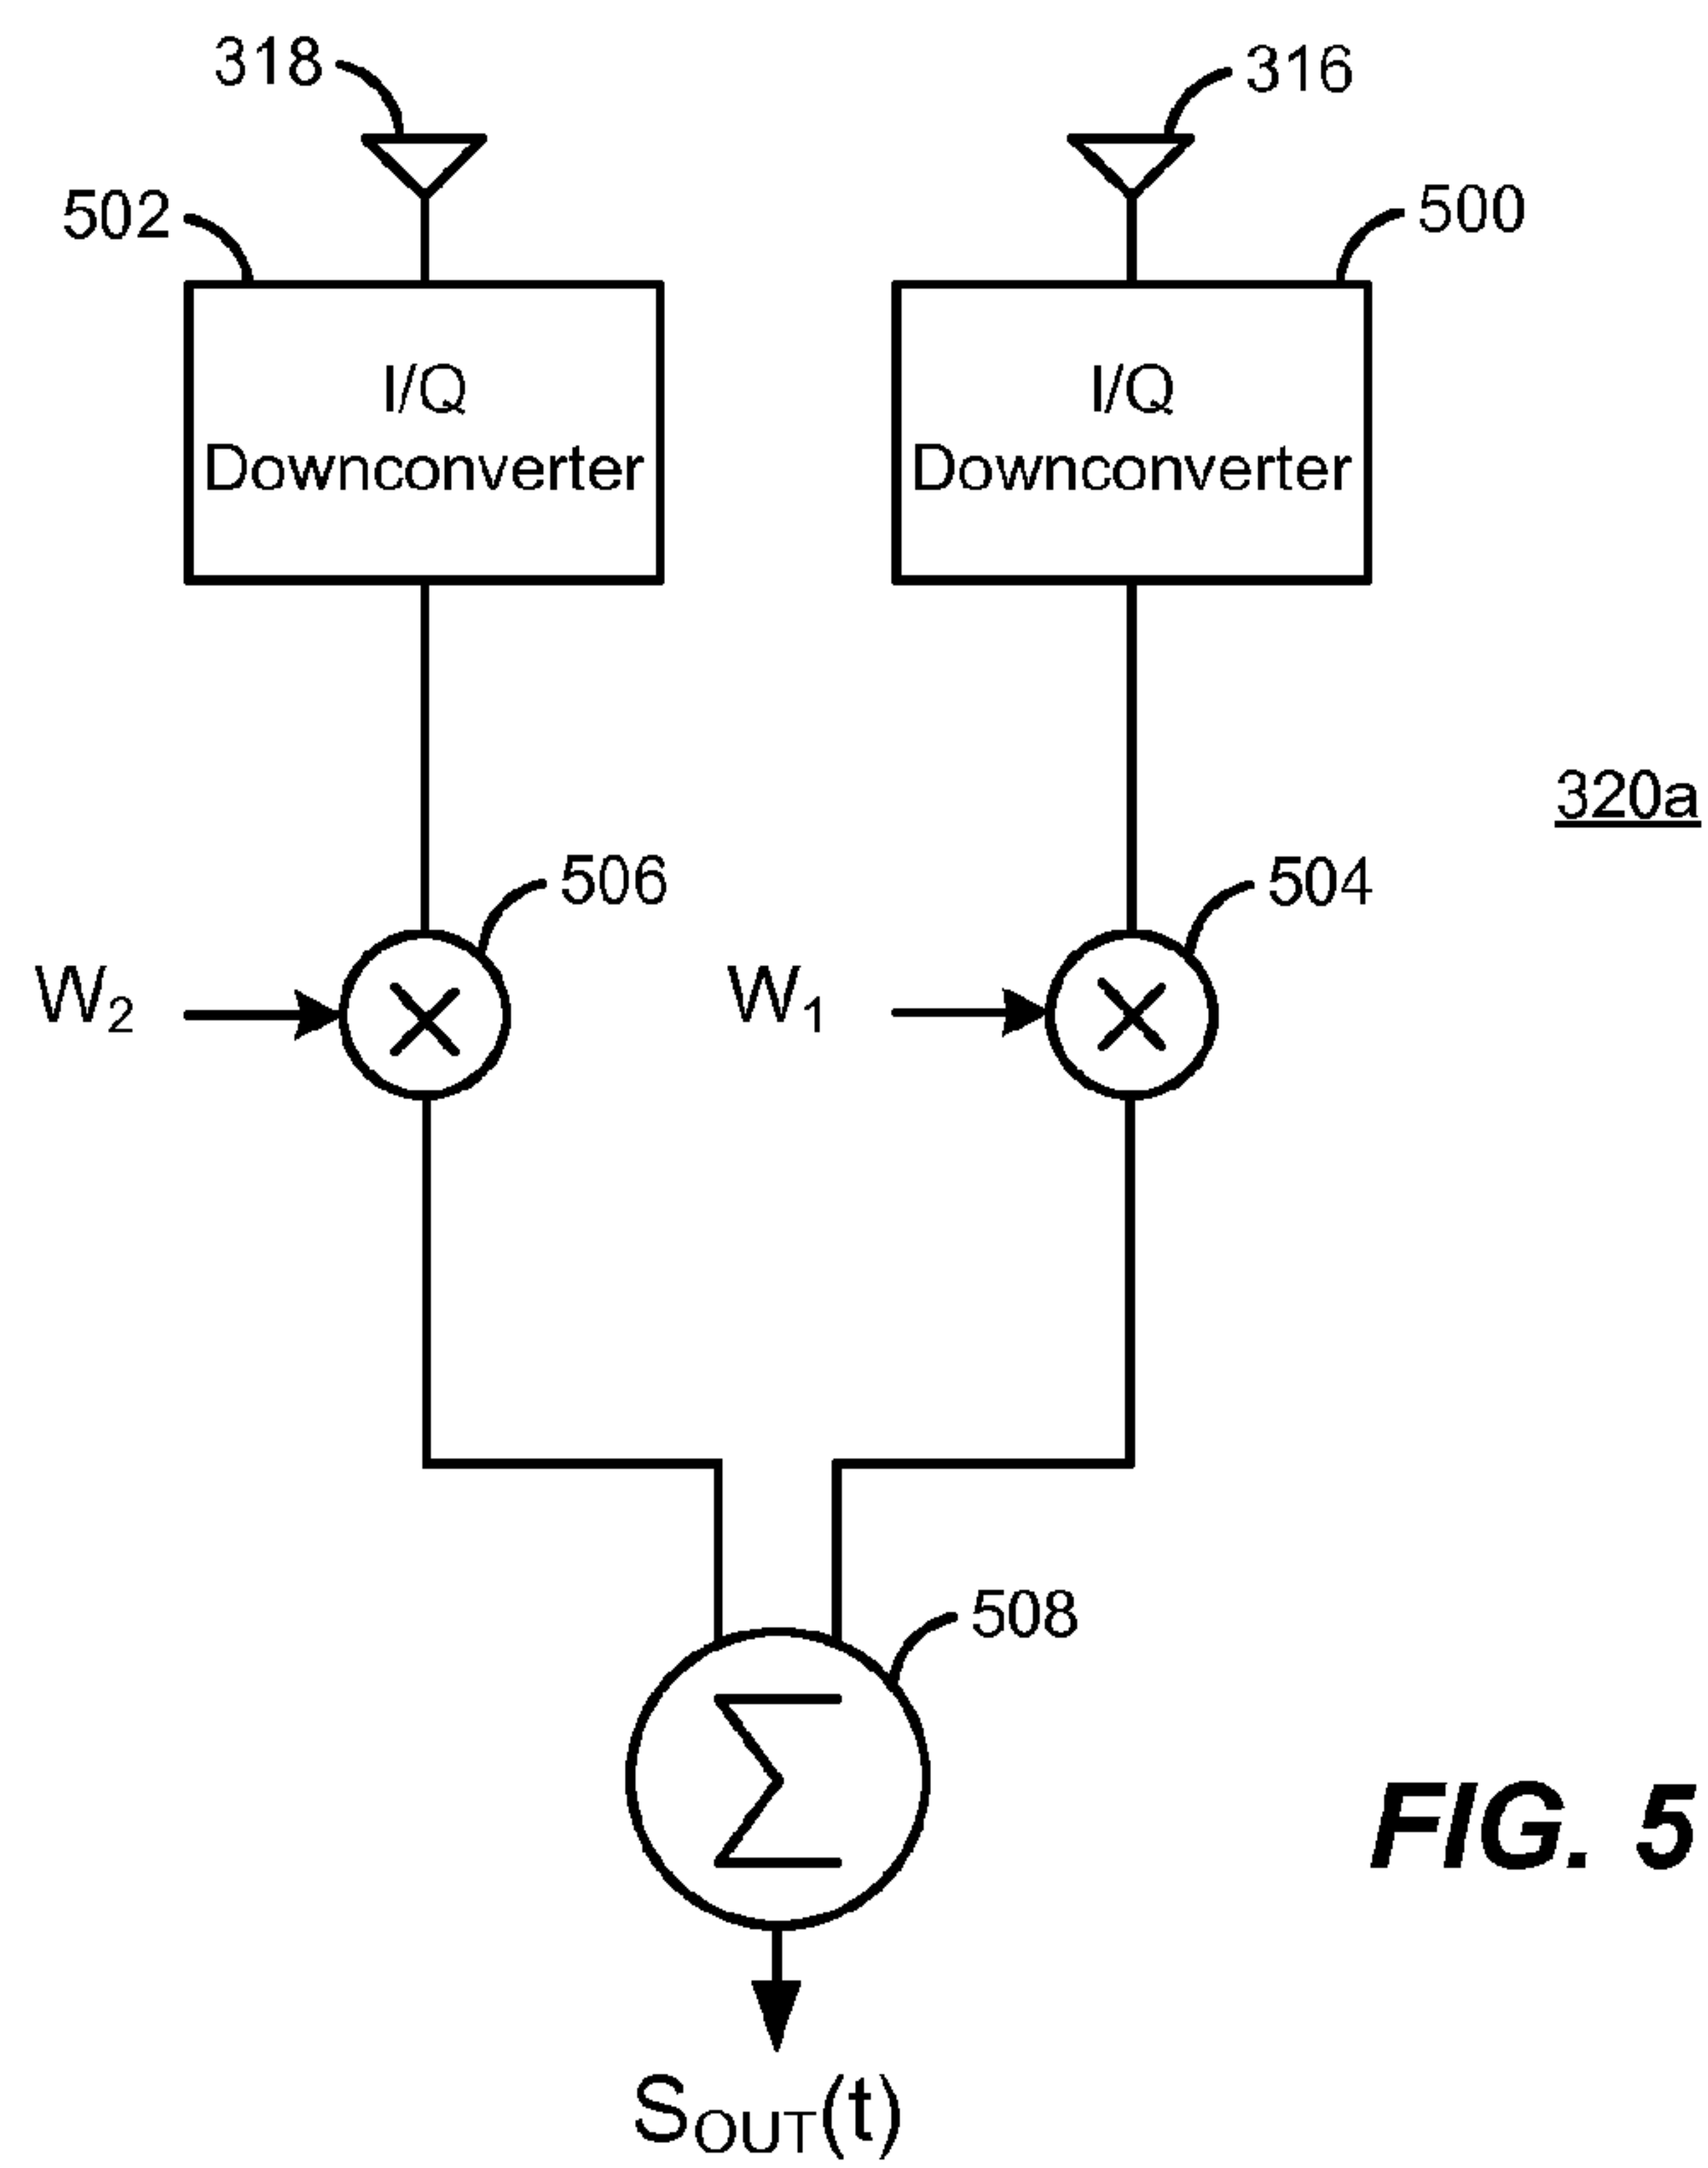 318
316
502
500
I/Q
Downconverter
I/Q
Downconverter
320a
506
504
W2
W1
508
Σ
FIG. 5
SOUT(t)